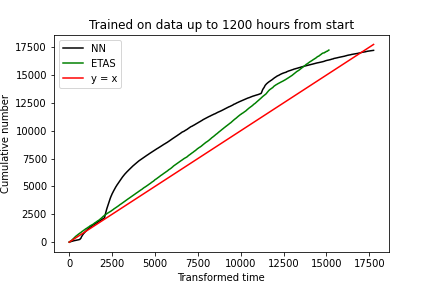 Trained on data up to 1200 hours from start
Cumulative number
17500
15000
12500
10000
7500
5000
2500
0
NN
ETAS
y = x
0 2500 5000 7500 10000 12500 15000 17500
Transformed time